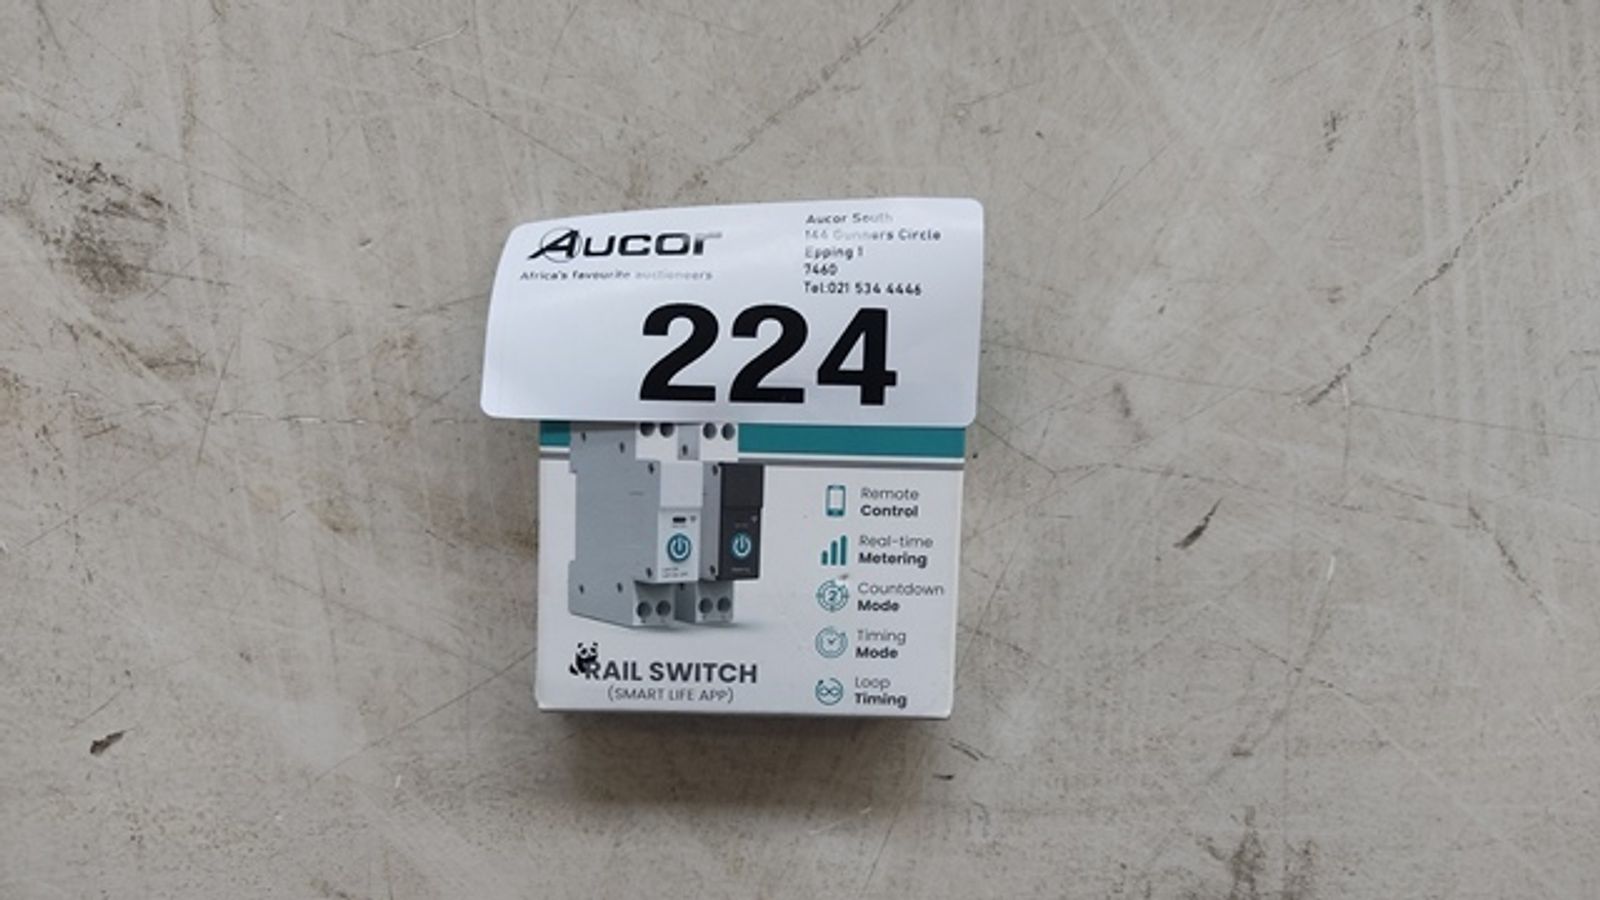 AUCOr
Africa's favourite auctioneers
Aucor South
144 Gunners Circle
Epping 1
7460
Tel:021 534 4446
224
Remote
Control
Real-time
Metering
Countdown
Mode
Timing
Mode
Loop
Timing
RAIL SWITCH
(SMART LIFE APP)